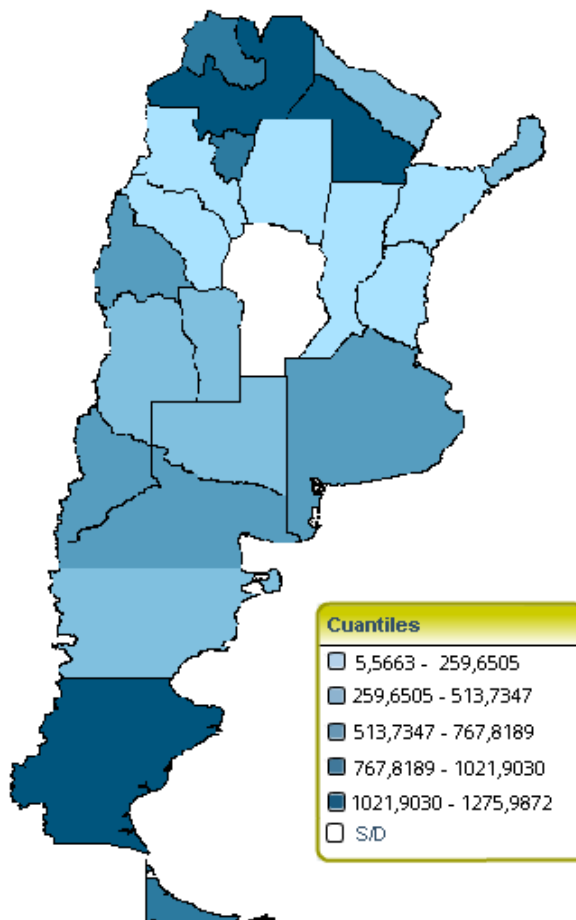 Cuantiles
5,5663 - 259,6505
259,6505 - 513,7347
513,7347 - 767,8189
767,8189 - 1021,9030
1021,9030 - 1275,9872
S/D